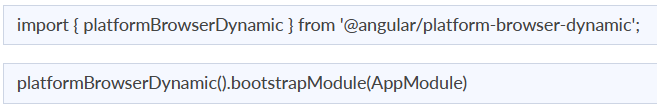 import { platformBrowserDynamic } from '@angular/platform-browser-dynamic';
platformBrowserDynamic().bootstrapModule(AppModule)